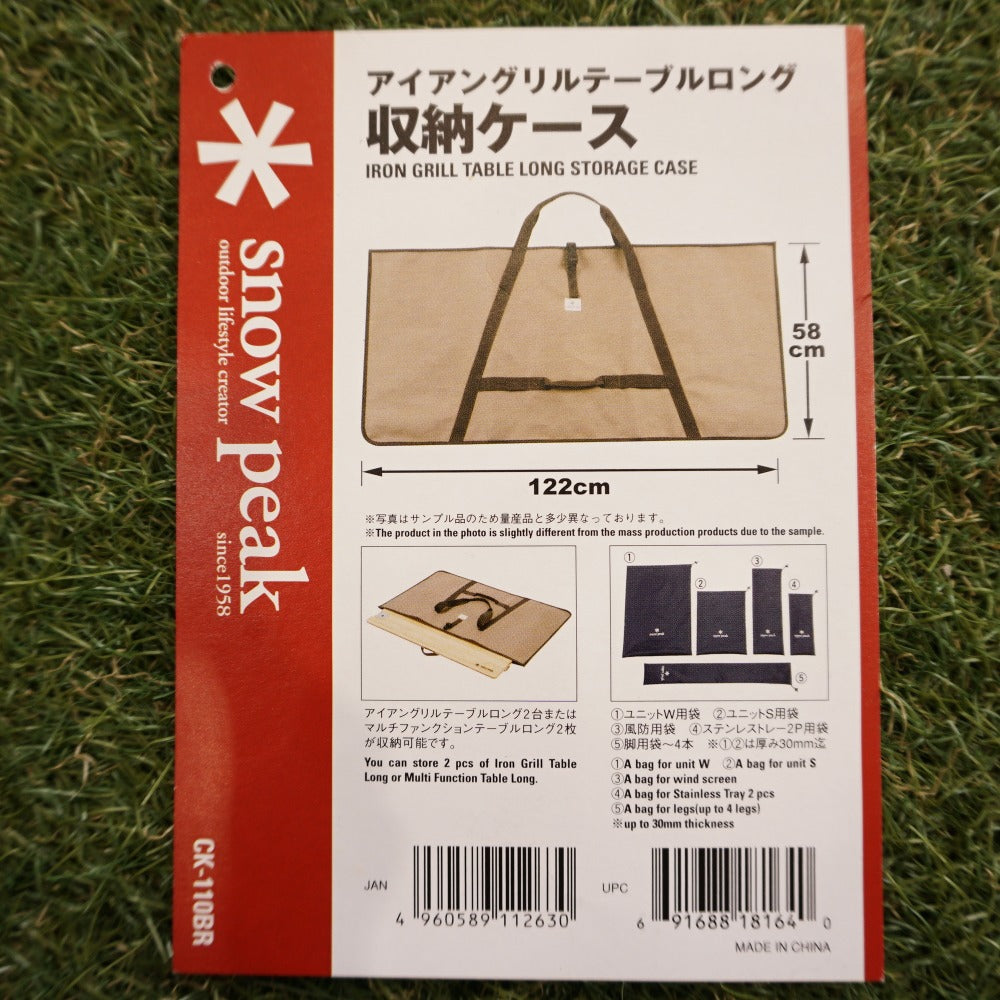 アイアングリルテーブルロング
収納ケース
IRON GRILL TABLE LONG STORAGE CASE
snow peak
outdoor lifestyle creator
since1958
CK-110BR
58
cm
122cm
※写真はサンプル品のため量産品と多少異なっております。
※The product in the photo is slightly different from the mass production products due to the sample.
アイアングリルテーブルロング2台または
マルチファンクションテーブルロング2枚
が収納可能です。
You can store 2 pcs of Iron Grill Table
Long or Multi Function Table Long.
① ② ③ ④ ⑤
①ユニットW用袋 ②ユニットS用袋
③風防用袋 ④ステンレストレー2P用袋
⑤脚用袋〜4本 ※①②は厚み30mm迄
①A bag for unit W ②A bag for unit S
③A bag for wind screen
④A bag for Stainless Tray 2 pcs
⑤A bag for legs(up to 4 legs)
※up to 30mm thickness
JAN
4 960589 112630
UPC
6 91688 18164 0
MADE IN CHINA